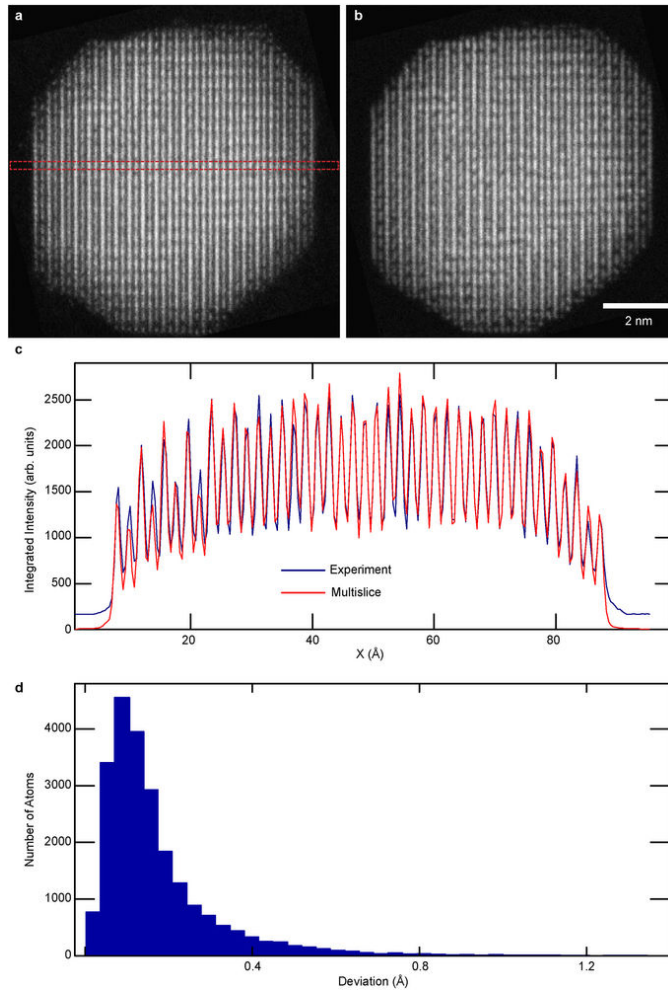 a
b
2 nm
c
2500
2000
1500
1000
500
0
Integrated Intensity (arb. units)
Experiment
Multislice
20
40
60
80
X (Å)
d
4000
3000
2000
1000
0
Number of Atoms
0.4
0.8
1.2
Deviation (Å)